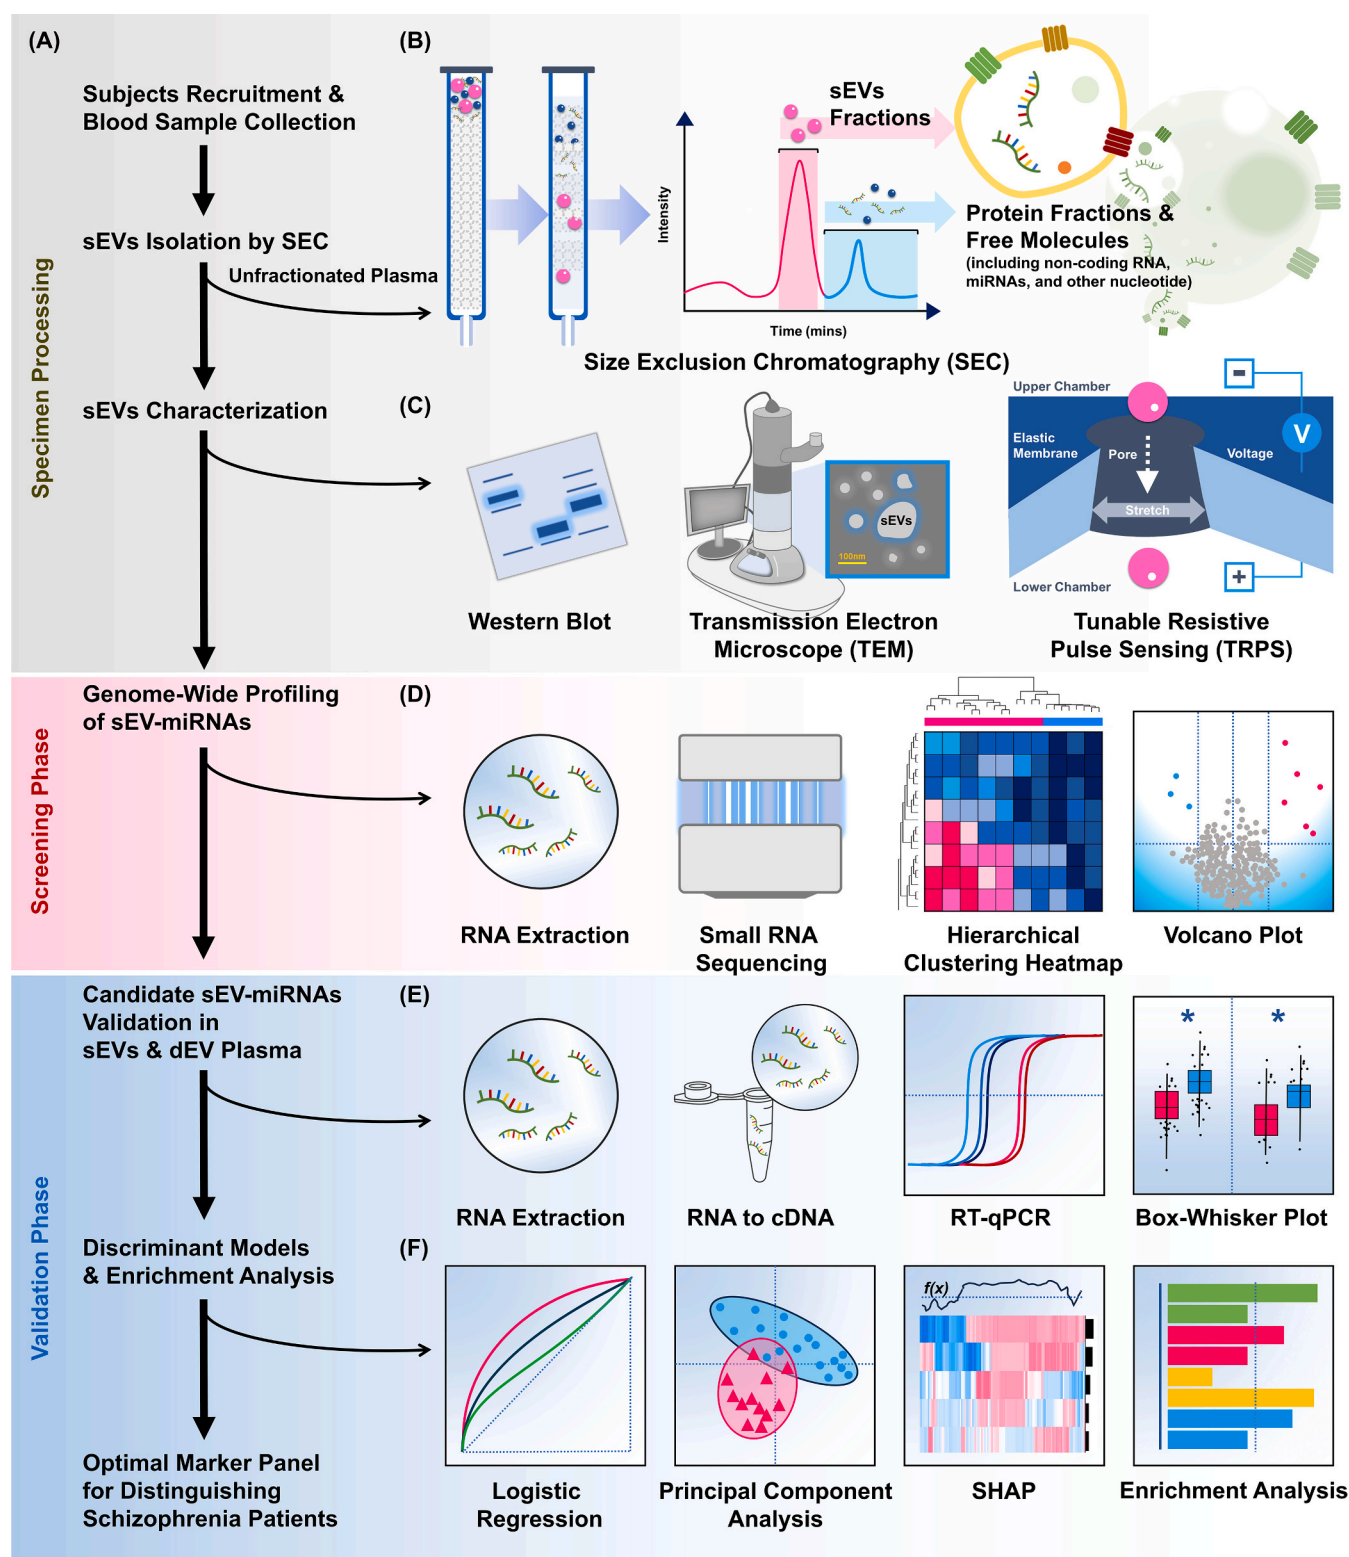 (A)
Subjects Recruitment &
Blood Sample Collection
sEVs Isolation by SEC
Unfractionated Plasma
sEVs Characterization
Specimen Processing
(B)
sEVs
Fractions
Intensity
Time (mins)
Protein Fractions &
Free Molecules
(including non-coding RNA,
miRNAs, and other nucleotide)
Size Exclusion Chromatography (SEC)
(C)
Western Blot
sEVs
100nm
Transmission Electron
Microscope (TEM)
Upper Chamber
Elastic
Membrane
Pore
Voltage
Stretch
Lower Chamber
-
V
+
Tunable Resistive
Pulse Sensing (TRPS)
Screening Phase
Genome-Wide Profiling
of sEV-miRNAs
(D)
RNA Extraction
Small RNA
Sequencing
Hierarchical
Clustering Heatmap
Volcano Plot
Validation Phase
Candidate sEV-miRNAs
Validation in
sEVs & dEV Plasma
(E)
RNA Extraction
RNA to cDNA
RT-qPCR
* *
Box-Whisker Plot
Discriminant Models
& Enrichment Analysis
(F)
Logistic
Regression
Principal Component
Analysis
f(x)
SHAP
Enrichment Analysis
Optimal Marker Panel
for Distinguishing
Schizophrenia Patients